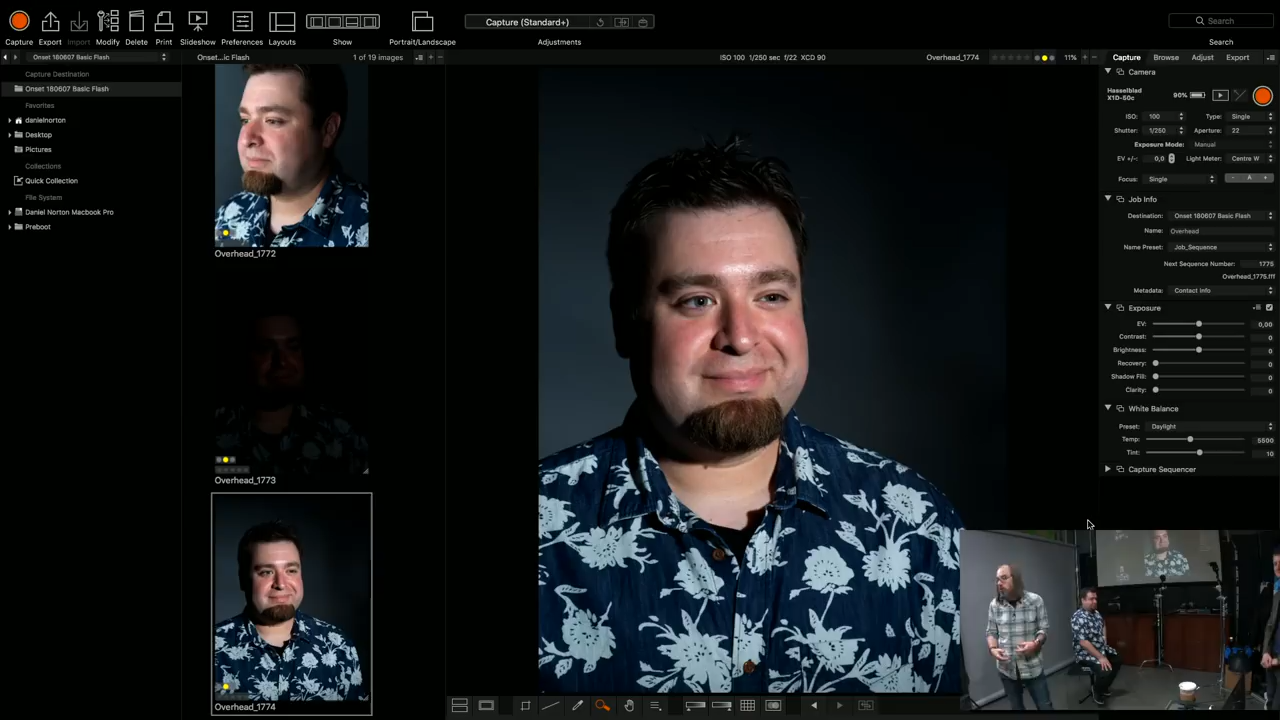 Capture Export Import Modify Delete Print Slideshow Preferences Layouts Show Portrait/Landscape
Capture (Standard+)
Adjustments
Search
Search
Onset 180607 Basic Flash
Onset...ic Flash
1 of 19 images
ISO 100 1/250 sec f/22 XCD 90
Overhead_1774
11%
Capture Browse Adjust Export
Capture Destination
Onset 180607 Basic Flash
Favorites
danielnorton
Desktop
Pictures
Collections
Quick Collection
File System
Daniel Norton Macbook Pro
Preboot
Overhead_1772
Overhead_1773
Overhead_1774
Camera
Hasselblad
X1D-50c
90%
ISO: 100 Type: Single
Shutter: 1/250 Aperture: 22
Exposure Mode: Manual
EV +/-: 0,0 Light Meter: Centre W
Focus: Single - A +
Job Info
Destination: Onset 180607 Basic Flash
Name: Overhead
Name Preset: Job_Sequence
Next Sequence Number: 1775
Overhead_1775.fff
Metadata: Contact info
Exposure
EV: 0,00
Contrast: 0
Brightness: 0
Recovery: 0
Shadow Fill: 0
Clarity: 0
White Balance
Preset: Daylight
Temp: 5500
Tint: 10
Capture Sequencer